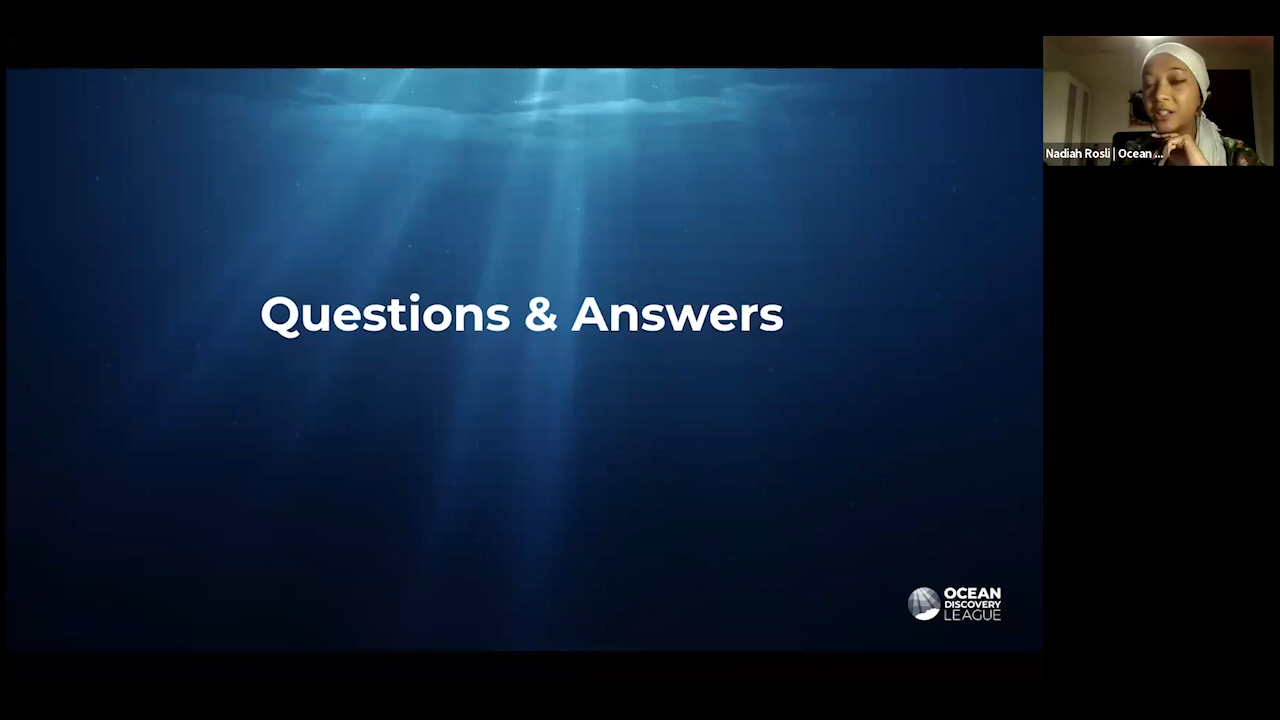 Questions & Answers
Nadiah Rosli | Ocean ...
OCEAN
DISCOVERY
LEAGUE